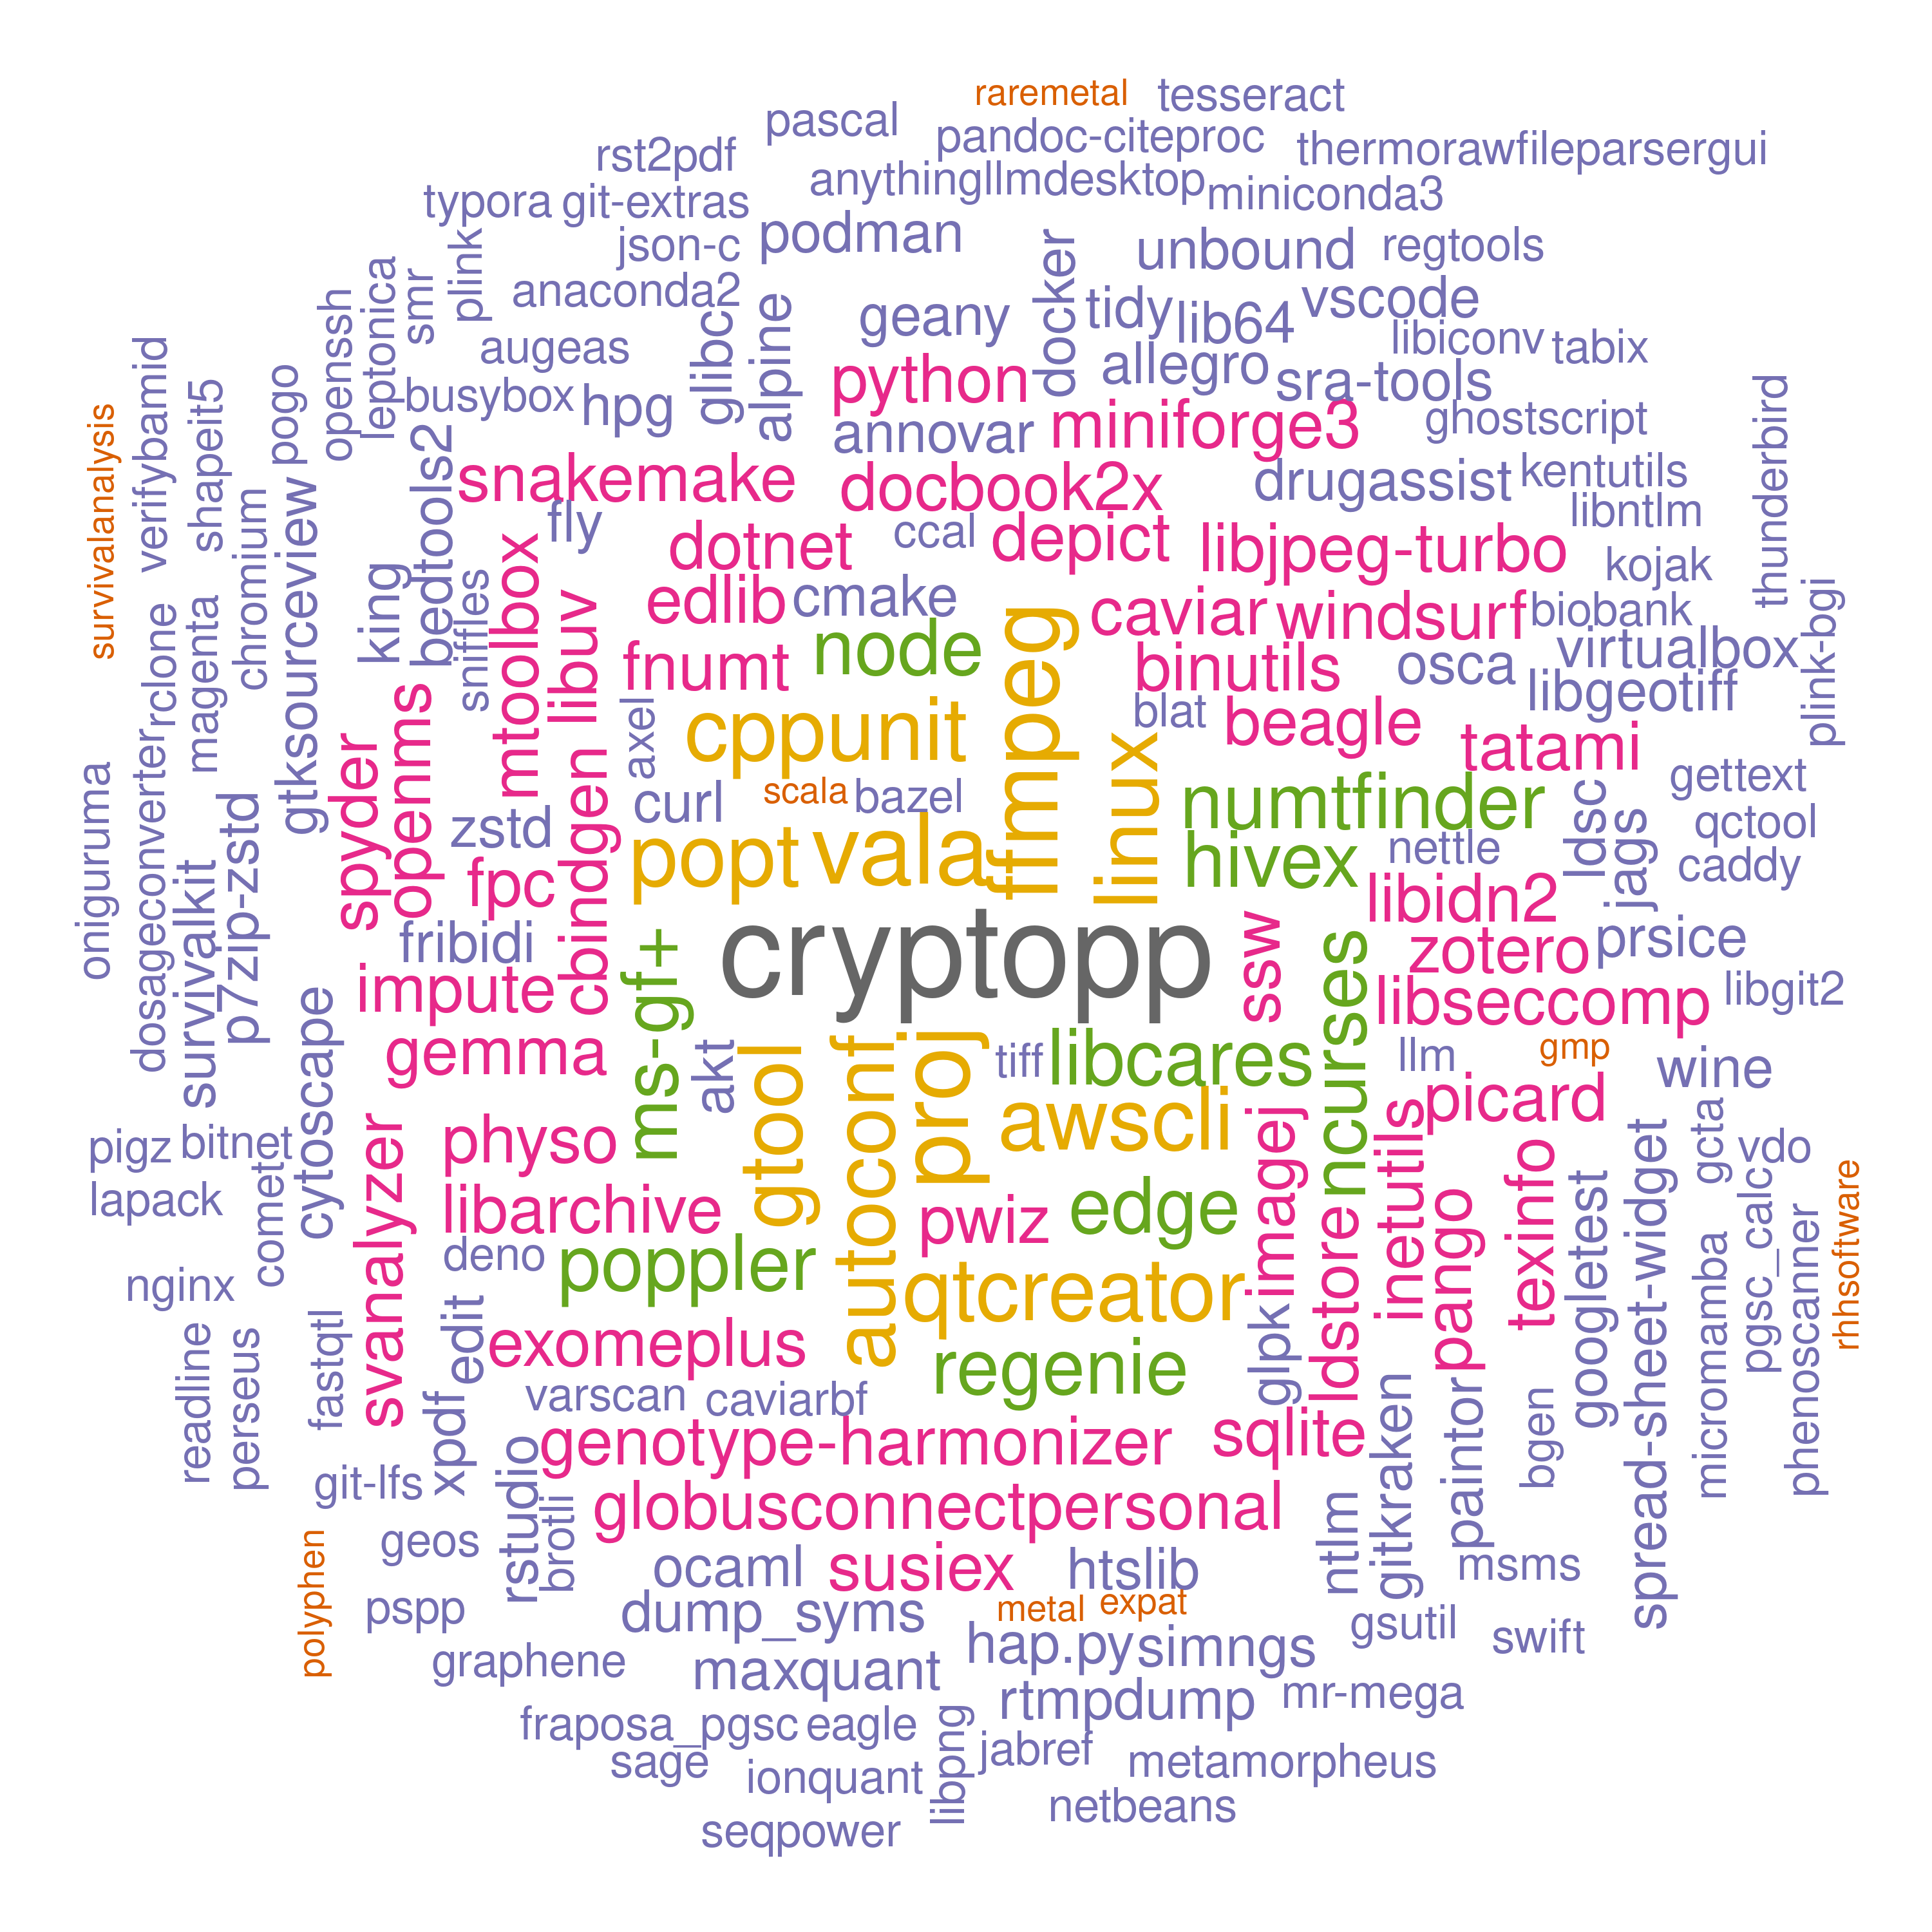 raremetal
tesseract
pascal
pandoc-citeproc
thermorawfileparsergui
rst2pdf
anythingllmdesktop
miniconda3
typora
git-extras
json-c
podman
docker
unbound
regtools
plink
anaconda2
smr
leptonica
openssh
geany
tidy
lib64
vscode
libiconv
tabix
augeas
glibc
alpine
python
allegro
sra-tools
busybox
hpg
annovar
miniforge3
ghostscript
thunderbird
verifybamid
shapeit5
pogo
survivalanalysis
snakemake
docbook2x
drugassist
kentutils
libntlm
bedtools2
gtksourceview
chromium
fly
dotnet
ccal
depict
libjpeg-turbo
kojak
king
sniffles
mtoolbox
libuv
edlib
cmake
caviar
windsurf
biobank
plink-bgi
virtualbox
rclone
magenta
fnumt
node
ffmpeg
binutils
osca
libgeotiff
openms
spyder
axel
cppunit
linux
blat
beagle
tatami
gettext
oniguruma
dosageconverter
p7zip-zstd
survivalkit
zstd
cbindgen
curl
scala
bazel
numtfinder
ldsc
jags
qctool
fpc
popt
vala
hivex
nettle
caddy
fribidi
libidn2
impute
ms-gf+
cryptopp
ssw
ncurses
zotero
prsice
libseccomp
libgit2
cytoscape
gemma
akt
gtool
autoconf
proj
tiff
libcares
llm
gmp
wine
pigz
bitnet
comet
svanalyzer
physo
awscli
imagej
inetutils
picard
gcta
vdo
lapack
libarchive
pwiz
edge
ldstore
pango
texinfo
googletest
spread-sheet-widget
pgsc_calc
rhhsoftware
deno
poppler
qtcreator
nginx
micromamba
phenoscanner
readline
perseus
fastqtl
edit
xpdf
exomeplus
regenie
glpk
varscan
caviarbf
genotype-harmonizer
sqlite
gitkraken
paintor
bgen
git-lfs
rstudio
brotli
globusconnectpersonal
ntlm
geos
polyphen
ocaml
susiex
htslib
msms
pspp
dump_syms
metal
expat
gsutil
swift
graphene
maxquant
hap.py
simngs
rtmpdump
mr-mega
fraposa_pgsc
eagle
libpng
jabref
sage
ionquant
metamorpheus
netbeans
seqpower